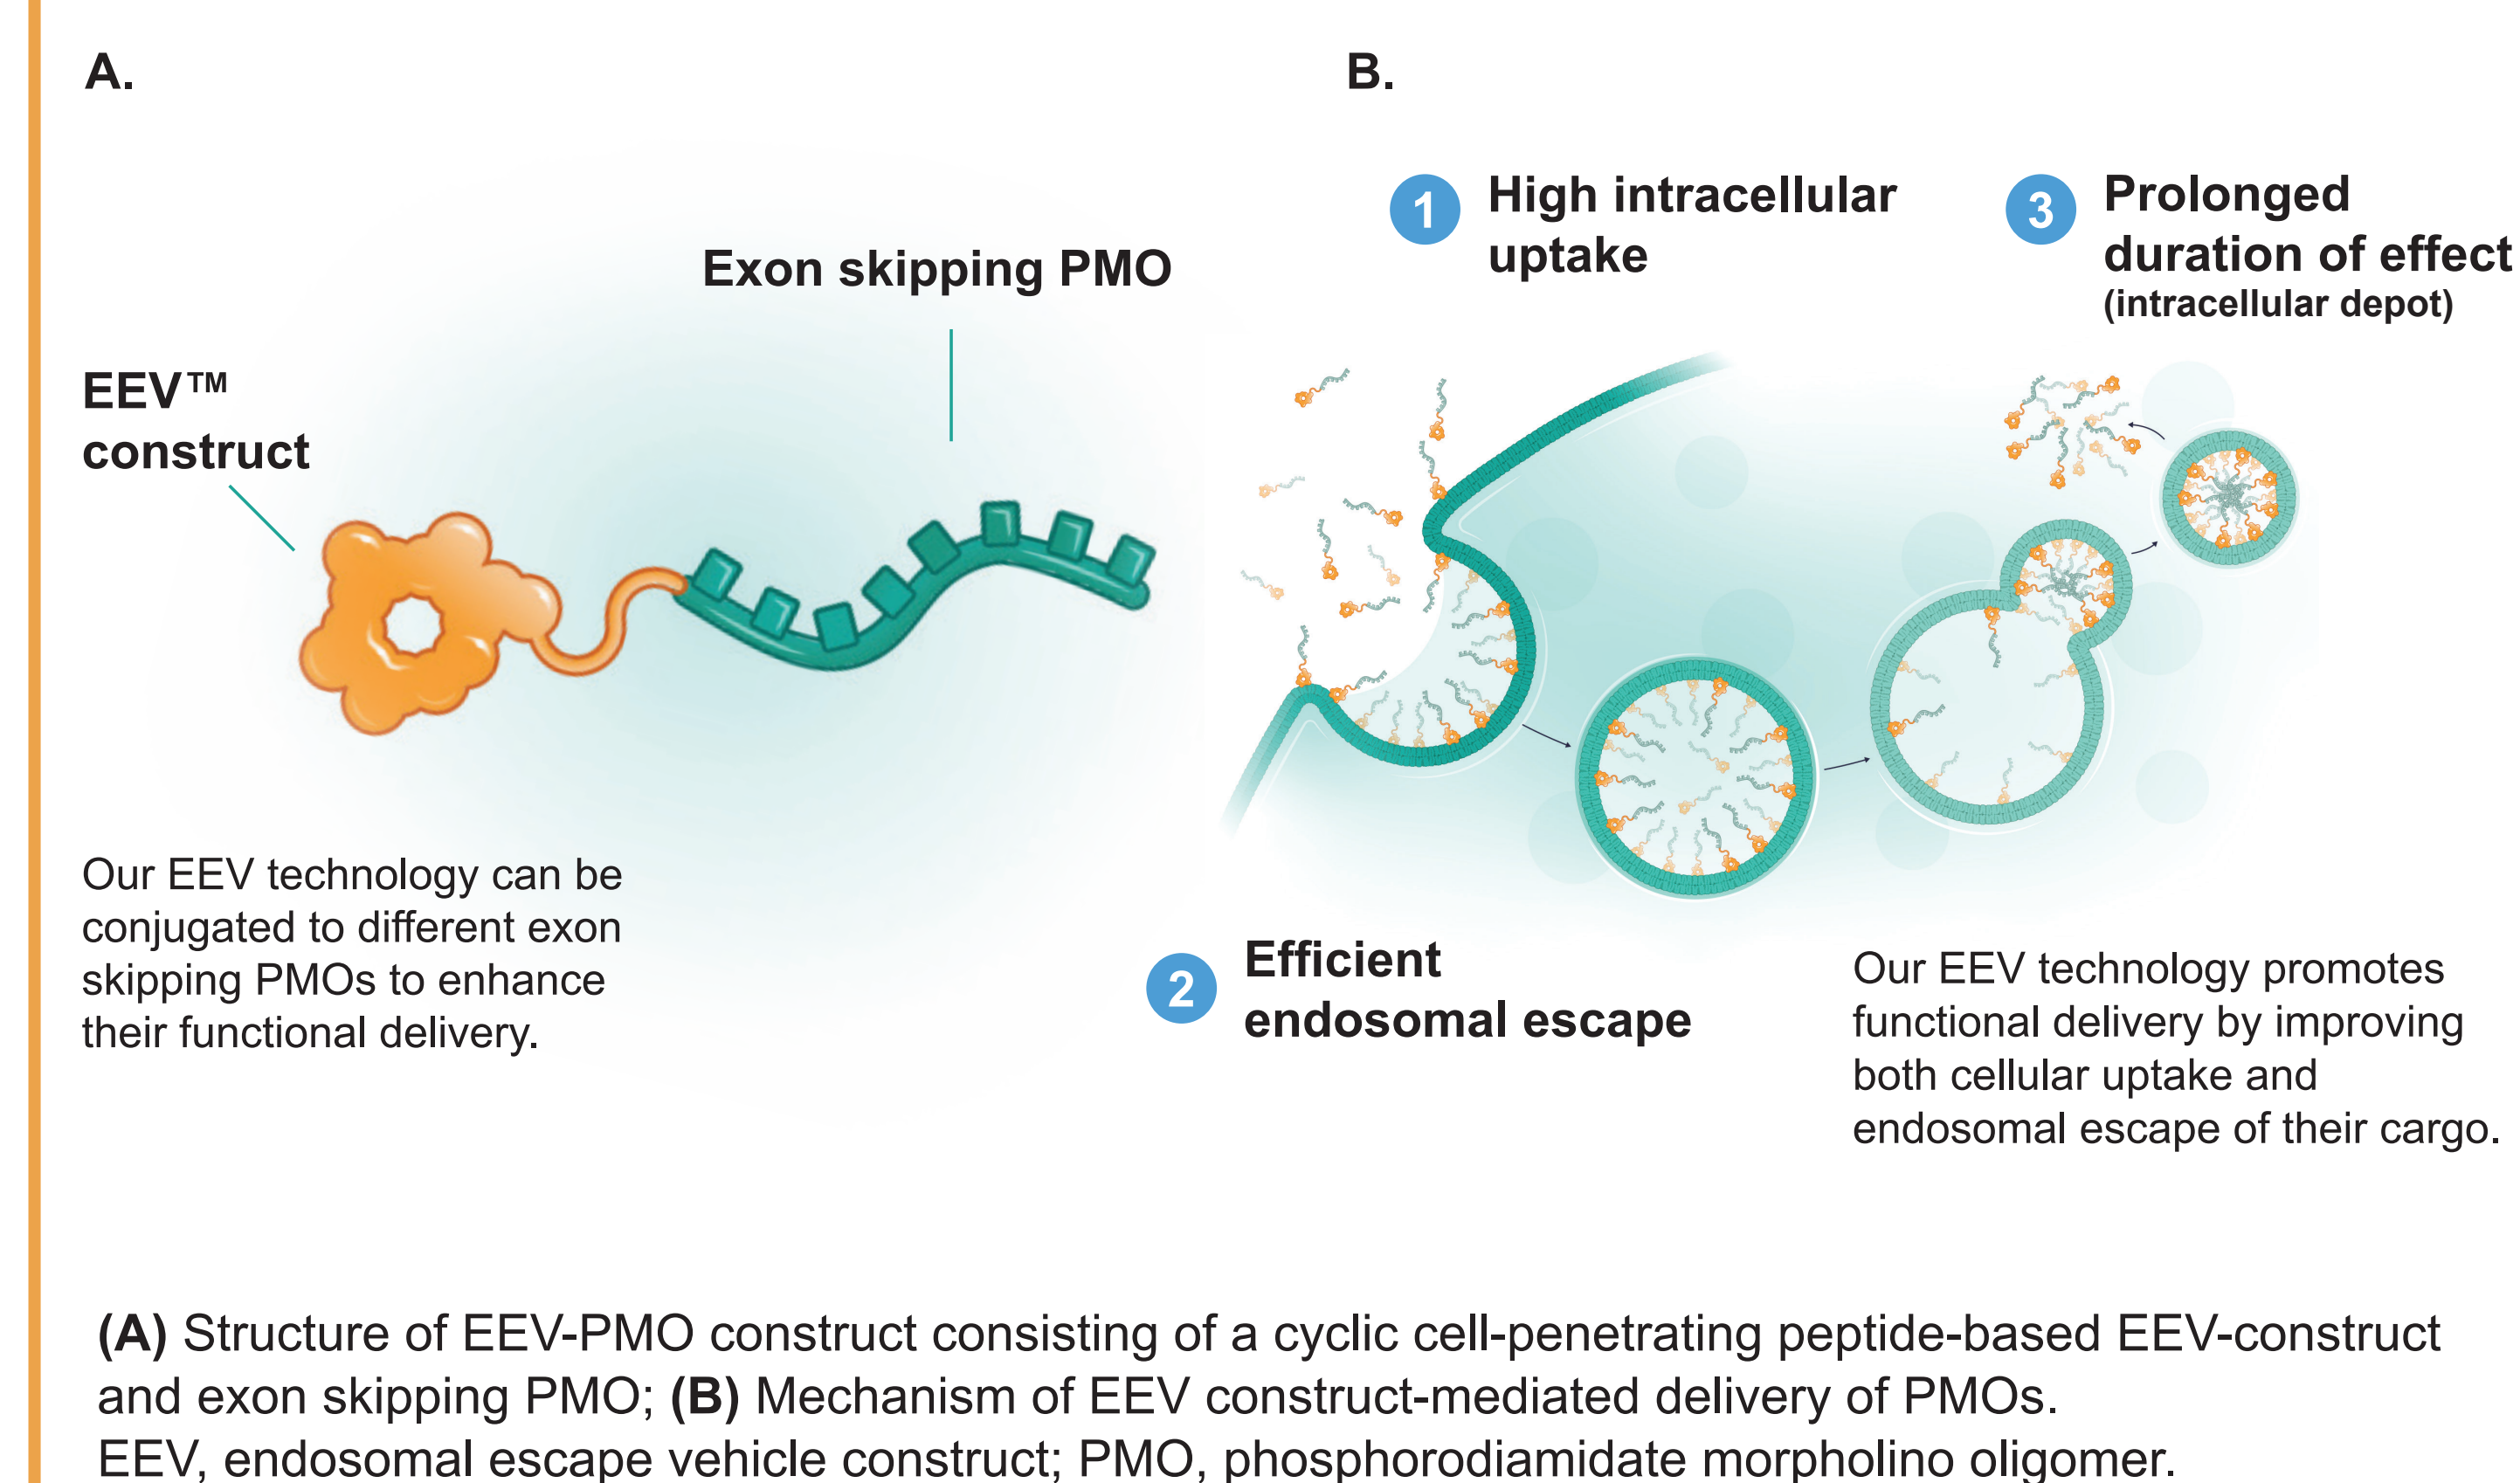 A.
EEV™
construct
Exon skipping PMO
Our EEV technology can be
conjugated to different exon
skipping PMOs to enhance
their functional delivery.
B.
1
High intracellular
uptake
2
Efficient
endosomal escape
3
Prolonged
duration of effect
(intracellular depot)
Our EEV technology promotes
functional delivery by improving
both cellular uptake and
endosomal escape of their cargo.
(A) Structure of EEV-PMO construct consisting of a cyclic cell-penetrating peptide-based EEV-construct
and exon skipping PMO; (B) Mechanism of EEV construct-mediated delivery of PMOs.
EEV, endosomal escape vehicle construct; PMO, phosphorodiamidate morpholino oligomer.